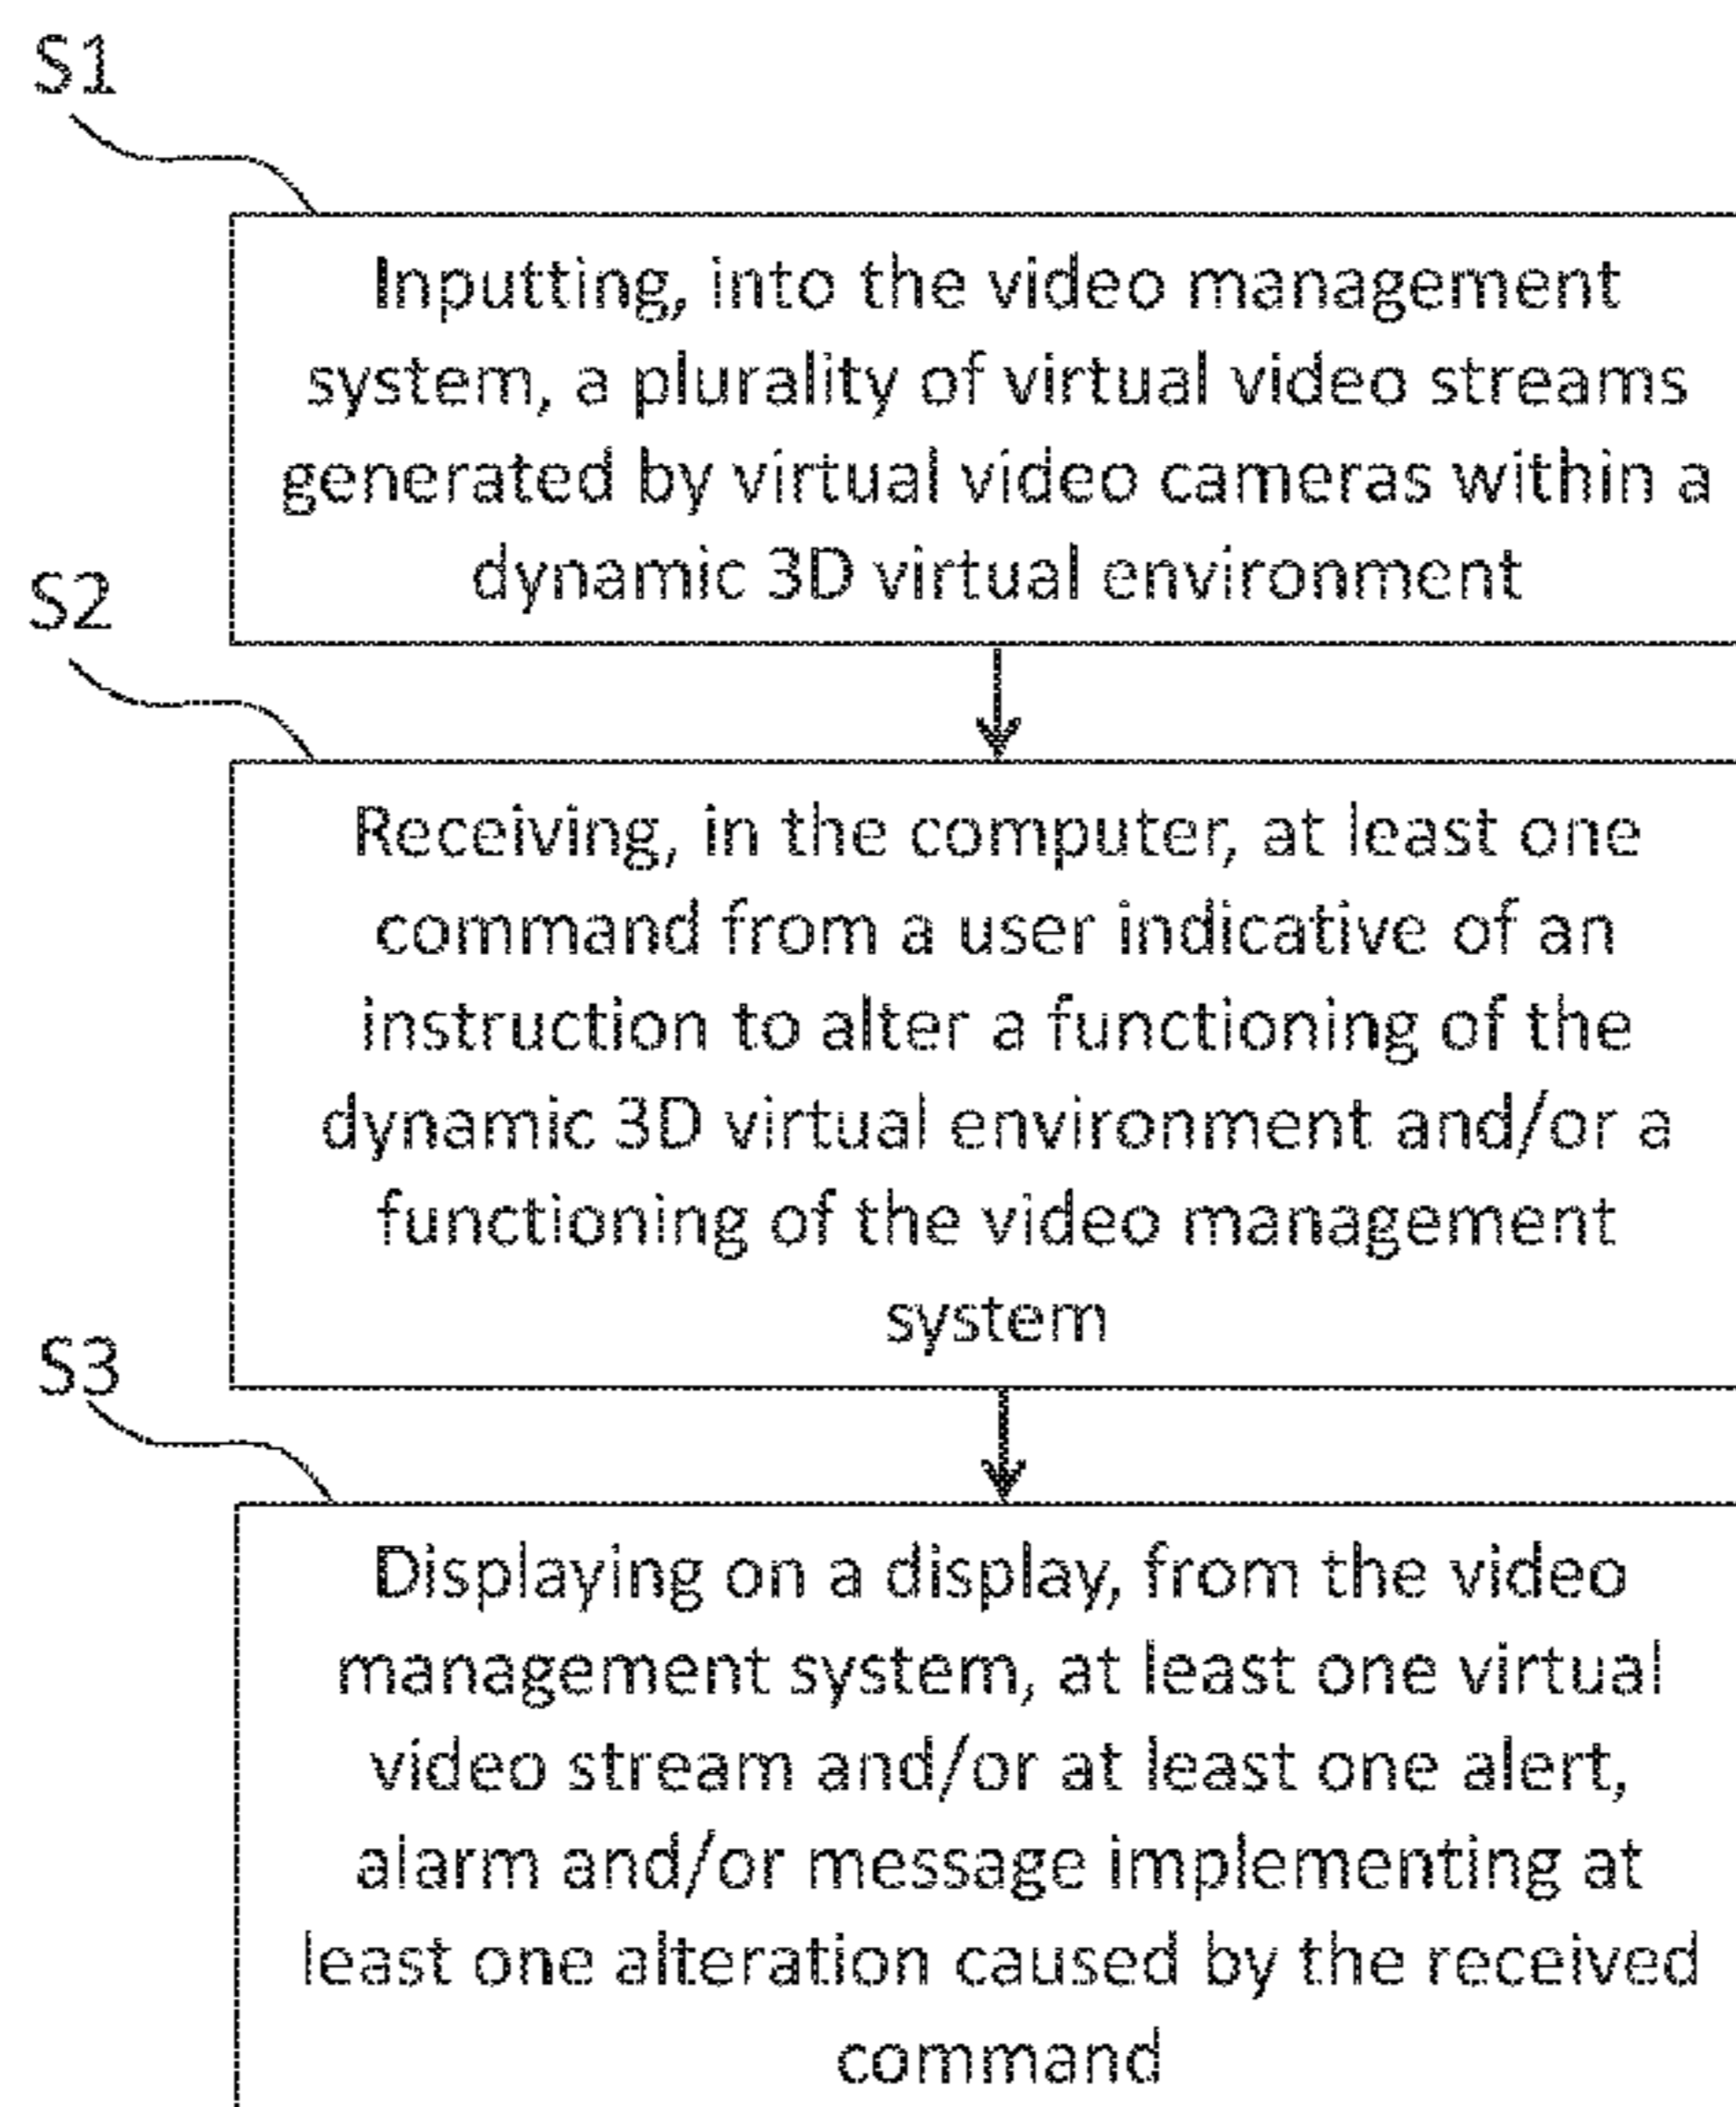 S1
Inputting, into the video management
system, a plurality of virtual video streams
generated by virtual video cameras within a
dynamic 3D virtual environment
S2
Receiving, in the computer, at least one
command from a user indicative of an
instruction to alter a functioning of the
dynamic 3D virtual environment and/or a
functioning of the video management
system
S3
Displaying on a display, from the video
management system, at least one virtual
video stream and/or at least one alert,
alarm and/or message implementing at
least one alteration caused by the received
command